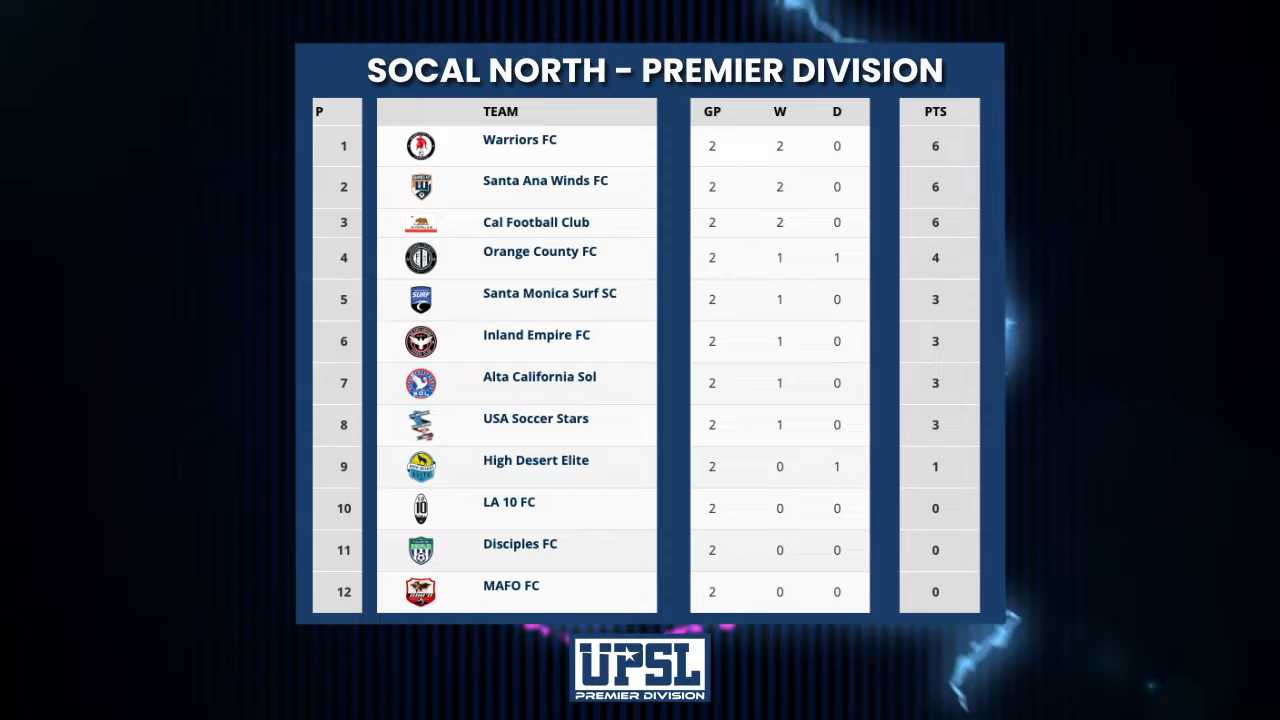 SOCAL NORTH - PREMIER DIVISION
P TEAM GP W D PTS
1 Warriors FC 2 2 0 6
2 Santa Ana Winds FC 2 2 0 6
3 Cal Football Club 2 2 0 6
4 Orange County FC 2 1 1 4
5 Santa Monica Surf SC 2 1 0 3
6 Inland Empire FC 2 1 0 3
7 Alta California Sol 2 1 0 3
8 USA Soccer Stars 2 1 0 3
9 High Desert Elite 2 0 1 1
10 LA 10 FC 2 0 0 0
11 Disciples FC 2 0 0 0
12 MAFO FC 2 0 0 0
UPSL
PREMIER DIVISION